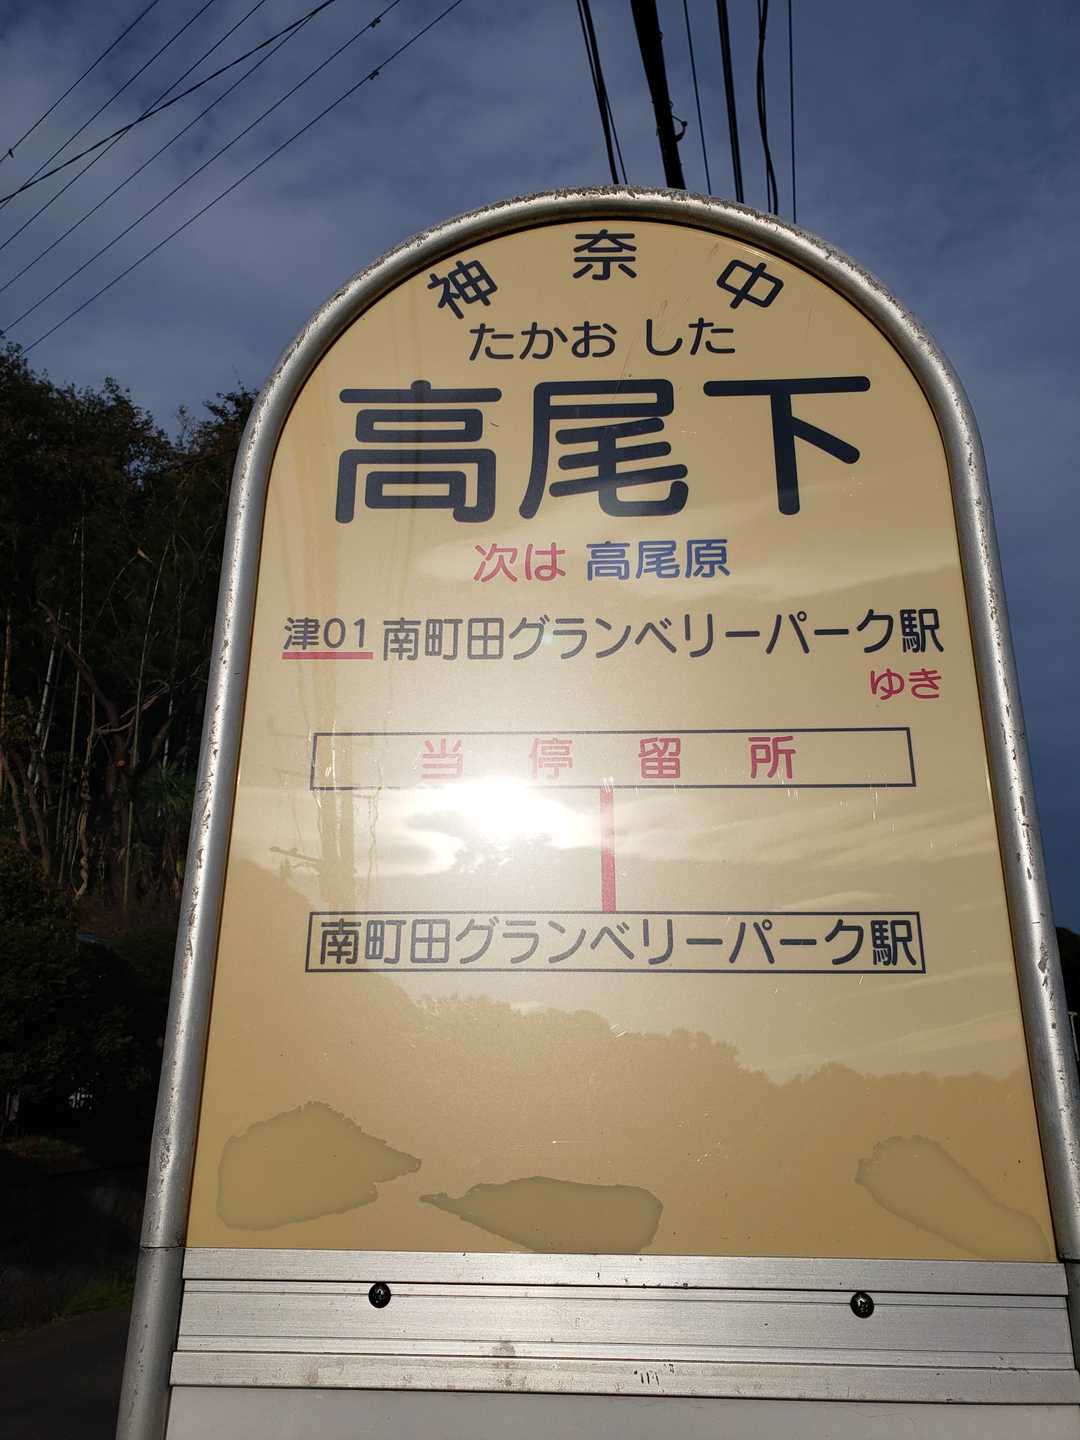 神奈中
たかお した
高尾下
次は 高尾原
津01 南町田グランベリーパーク駅
ゆき
当停留所
南町田グランベリーパーク駅